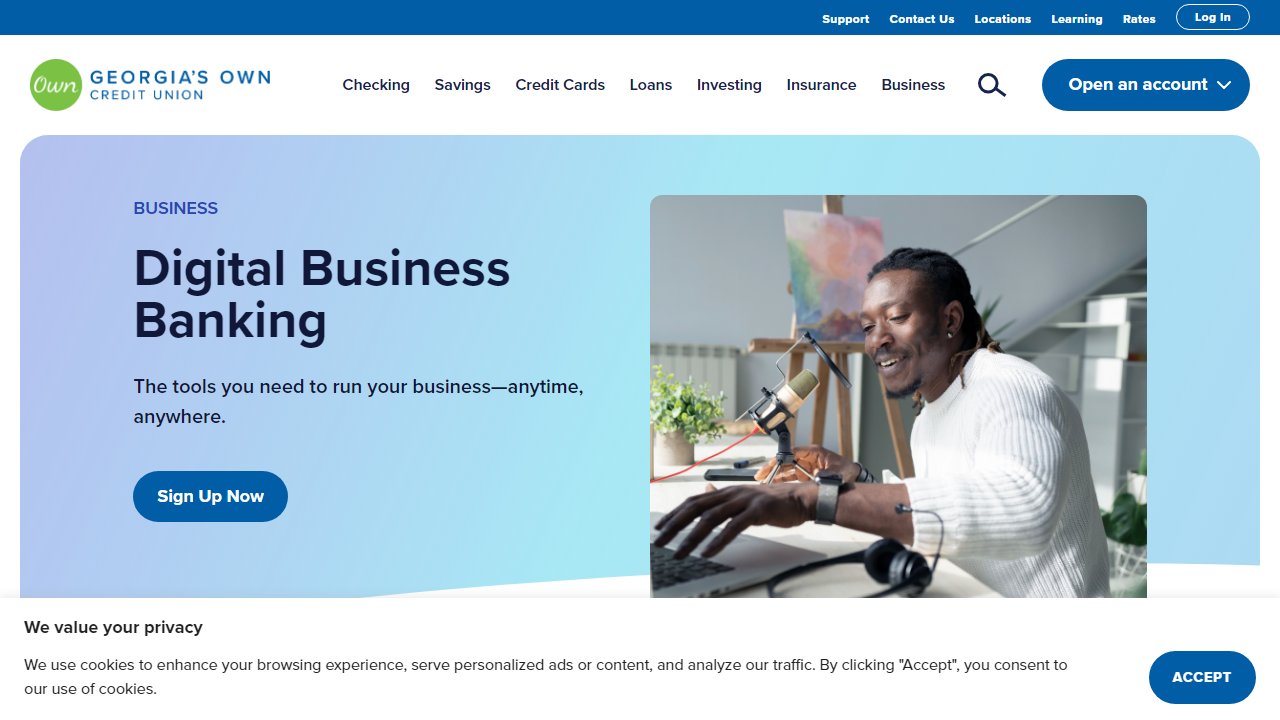 Support Contact Us Locations Learning Rates Log In
Own GEORGIA'S OWN
CREDIT UNION
Checking Savings Credit Cards Loans Investing Insurance Business Open an account
BUSINESS
Digital Business
Banking
The tools you need to run your business—anytime,
anywhere.
Sign Up Now
We value your privacy
We use cookies to enhance your browsing experience, serve personalized ads or content, and analyze our traffic. By clicking "Accept", you consent to
our use of cookies.
ACCEPT